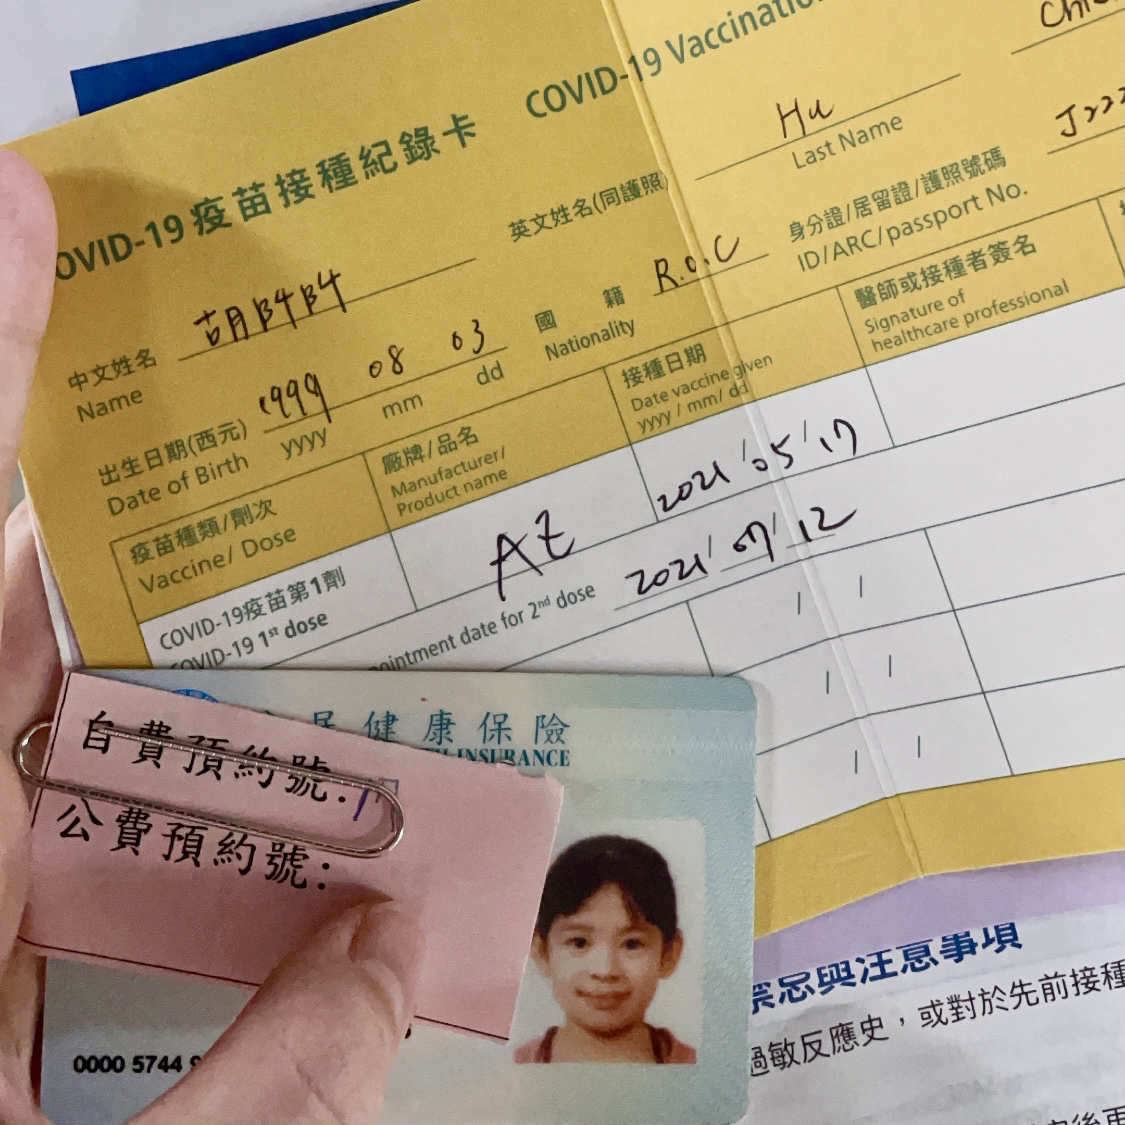 COVID-19 疫苗接種紀錄卡 COVID-19 Vaccination
中文姓名
Name
英文姓名(同護照)
Hu
Last Name
出生日期(西元) 1999 08 03
Date of Birth yyyy mm dd
國籍 R.O.C
Nationality
身分證/居留證/護照號碼
ID/ARC/passport No.
疫苗種類/劑次
Vaccine/ Dose
廠牌/品名
Manufacturer/
Product name
接種日期
Date vaccine given
yyyy / mm/ dd
醫師或接種者簽名
Signature of
healthcare professional
COVID-19疫苗第1劑
COVID-19 1st dose
AZ
2021/05/17
date for 2nd dose 2021/07/12
/ /
/ /
/ /
健康保險
INSURANCE
自費預約號:17
公費預約號:
0000 5744
禁忌與注意事項
過敏反應史，或對於先前接種